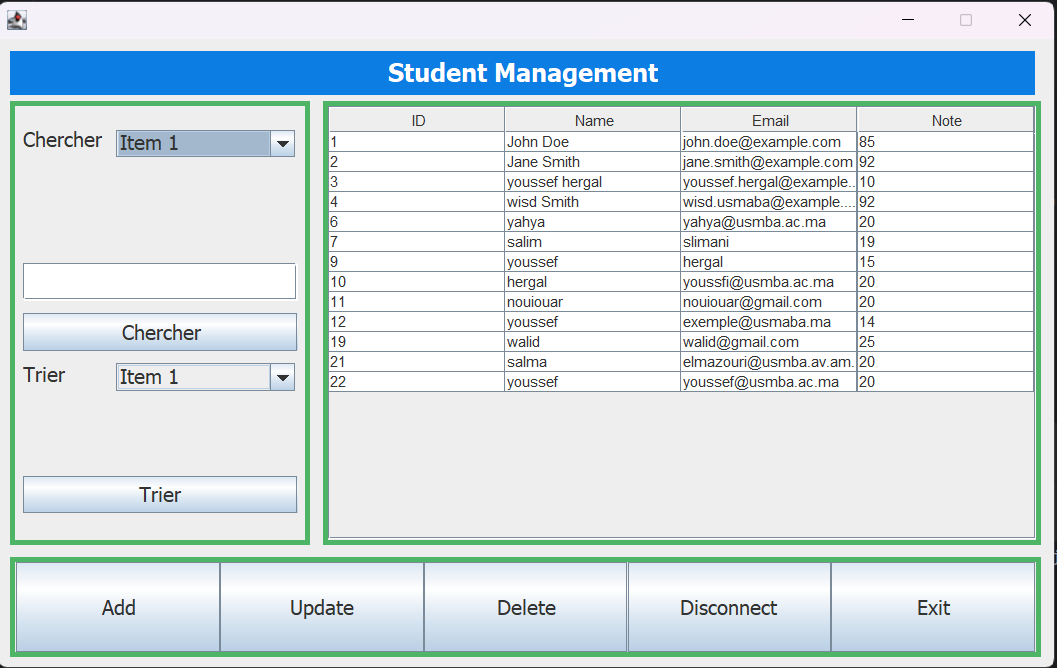 Student Management
Chercher Item 1
Chercher
Trier Item 1
Trier
ID Name Email Note
1 John Doe john.doe@example.com 85
2 Jane Smith jane.smith@example.com 92
3 youssef hergal youssef.hergal@example... 10
4 wisd Smith wisd.usmaba@example.... 92
6 yahya yahya@usmba.ac.ma 20
7 salim slimani 19
9 youssef hergal 15
10 hergal youssfi@usmba.ac.ma 20
11 nouiouar nouiouar@gmail.com 20
12 youssef exemple@usmaba.ma 14
19 walid walid@gmail.com 25
21 salma elmazouri@usmba.av.am... 20
22 youssef youssef@usmba.ac.ma 20
Add Update Delete Disconnect Exit